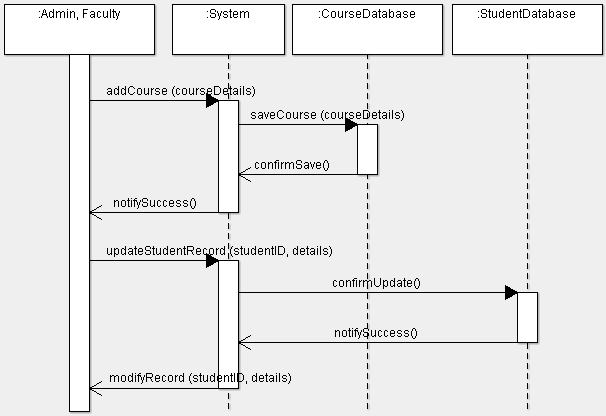 :Admin, Faculty
:System
:CourseDatabase
:StudentDatabase
addCourse (courseDetails)
saveCourse (courseDetails)
confirmSave()
notifySuccess()
updateStudentRecord (studentID, details)
confirmUpdate()
notifySuccess()
modifyRecord (studentID, details)